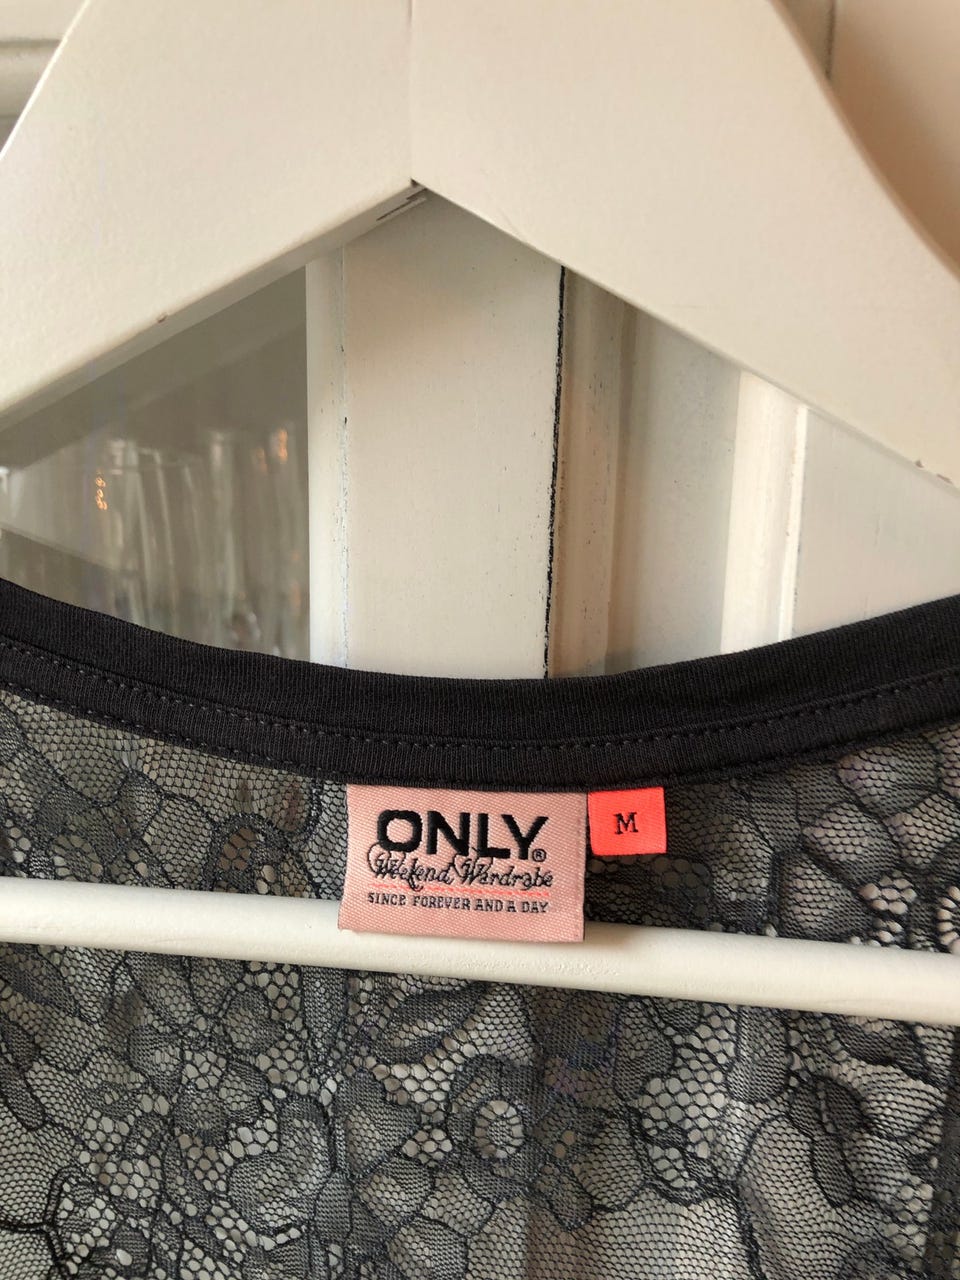 ONLY®
Weekend Wardrobe
SINCE FOREVER AND A DAY
M